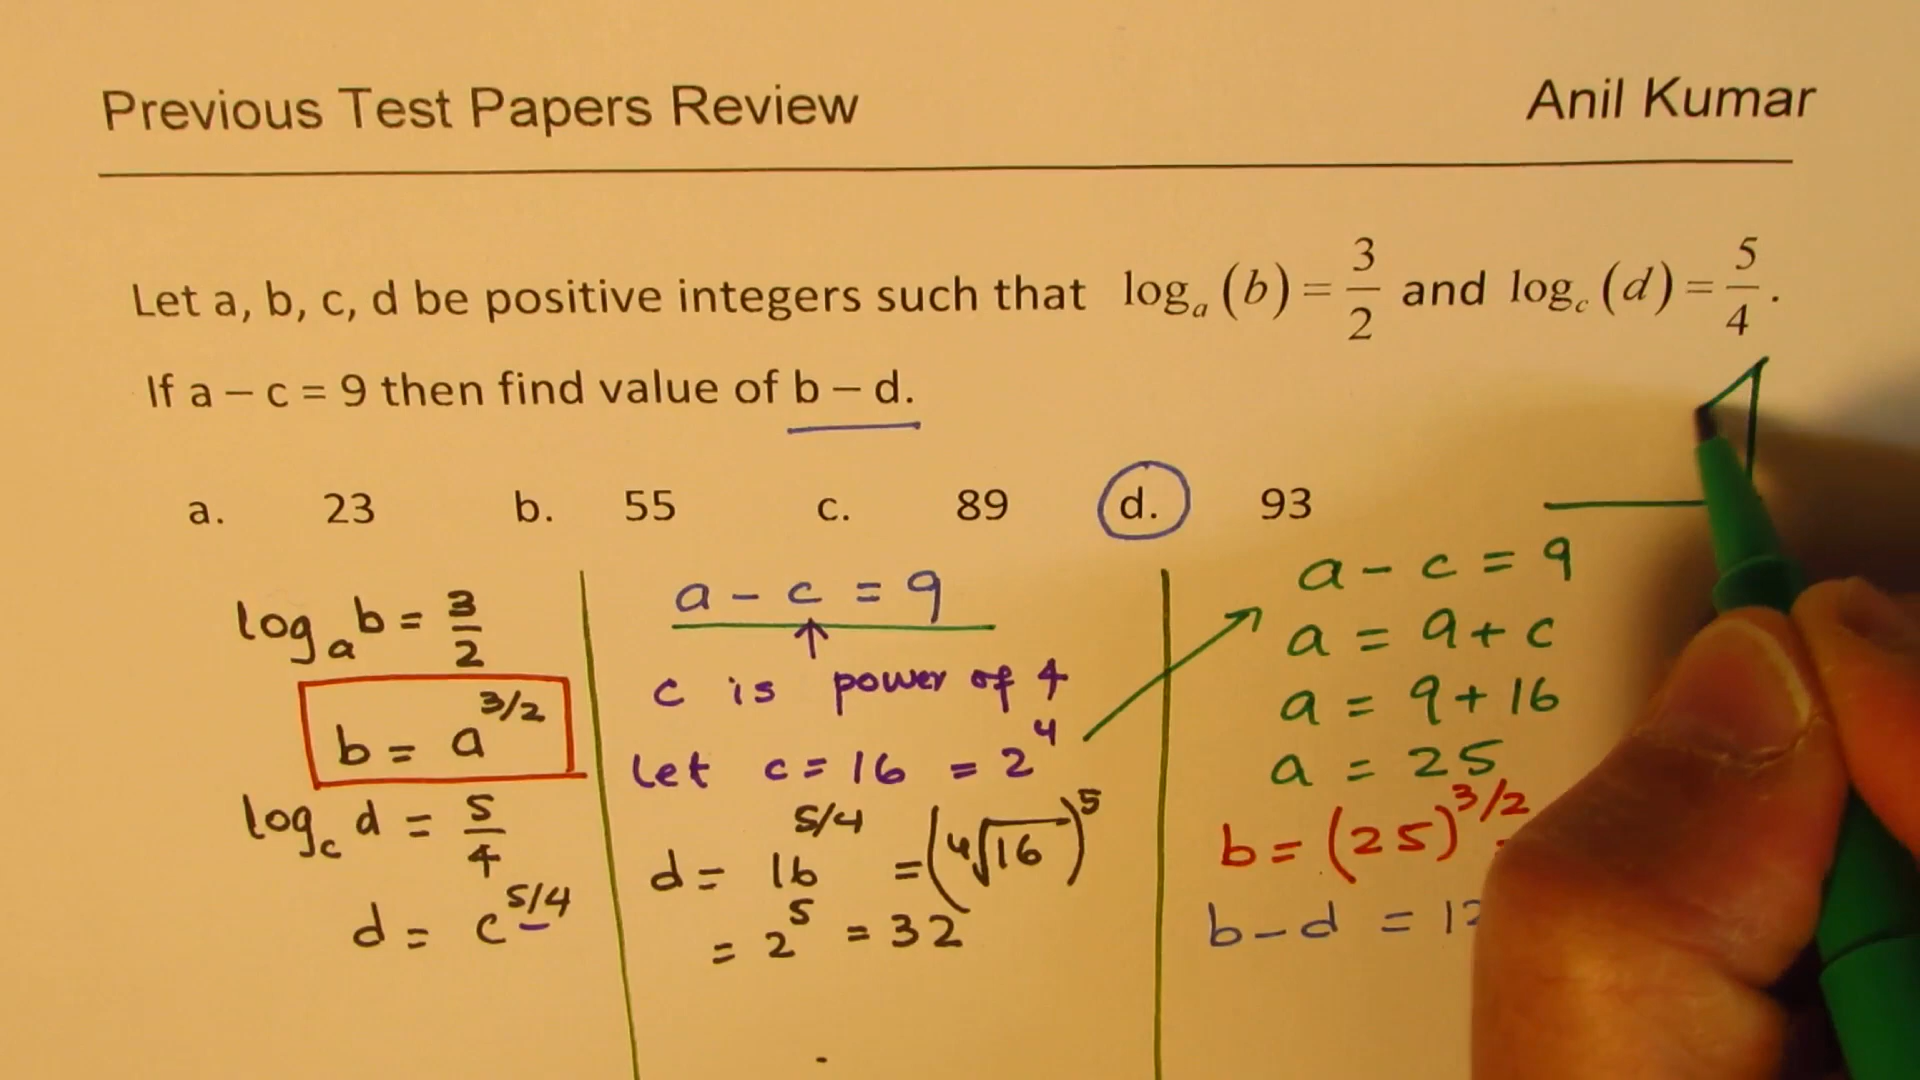 Previous Test Papers Review Anil Kumar
Let a, b, c, d be positive integers such that log_a (b) = 3/2 and log_c (d) = 5/4.
If a – c = 9 then find value of b – d.
a. 23 b. 55 c. 89 d. 93
log_a b = 3/2
b = a^3/2
log_c d = 5/4
d = c^5/4
a - c = 9
c is power of 4
Let c = 16 = 2^4
d = 16^5/4 = (⁴√16)^5
= 2^5 = 32
a - c = 9
a = 9 + c
a = 9 + 16
a = 25
b = (25)^3/2
b - d = 12